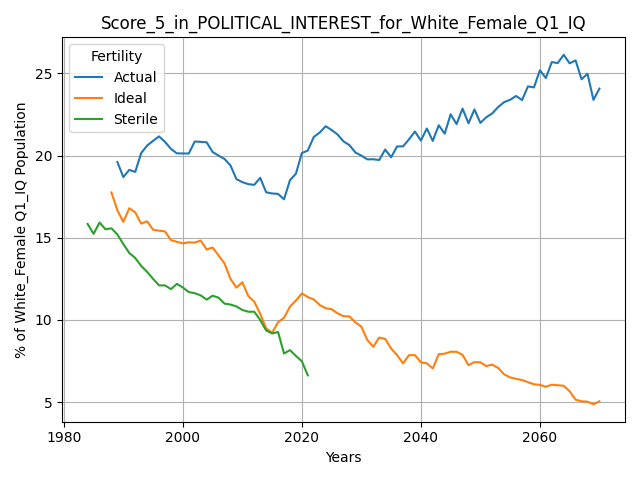 Score_5_in_POLITICAL_INTEREST_for_White_Female_Q1_IQ
Fertility
Actual
Ideal
Sterile
25
20
15
10
5
% of White_Female Q1_IQ Population
1980
2000
2020
2040
2060
Years